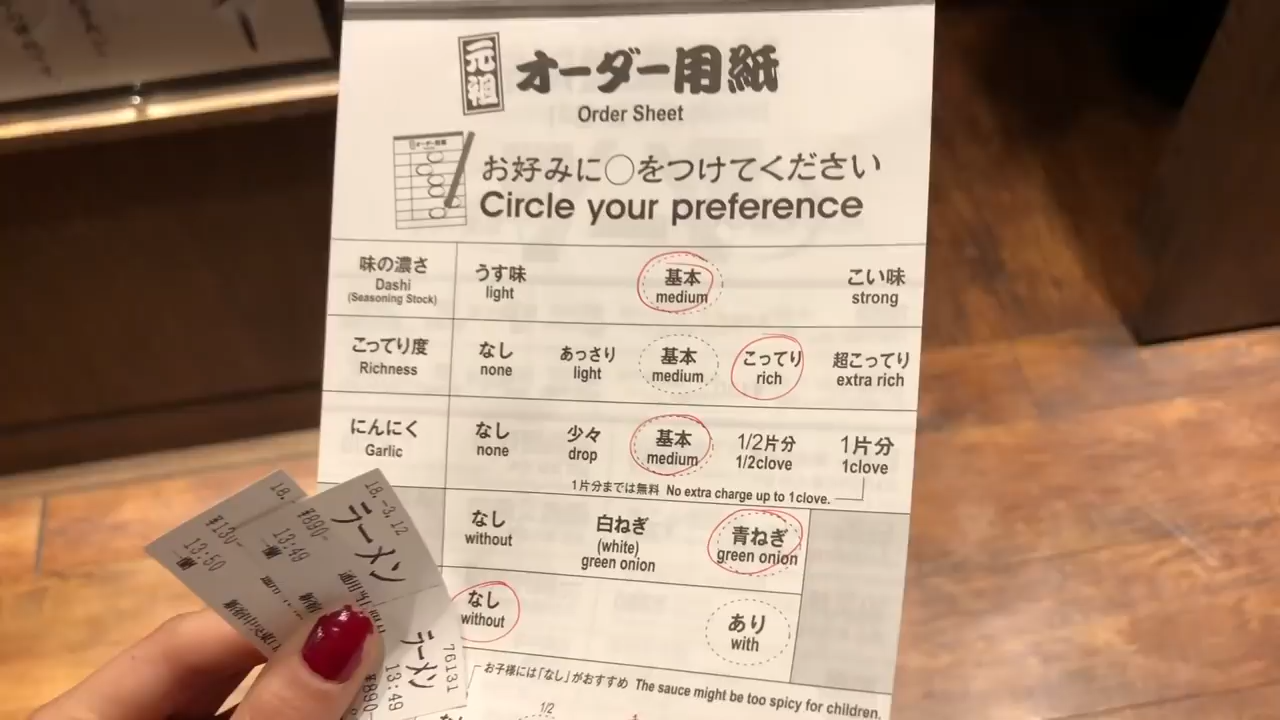 元祖 オーダー用紙
Order Sheet
お好みに○をつけてください
Circle your preference
味の濃さ
Dashi
(Seasoning Stock)
うす味
light
基本
medium
こい味
strong
こってり度
Richness
なし
none
あっさり
light
基本
medium
こってり
rich
超こってり
extra rich
にんにく
Garlic
なし
none
少々
drop
基本
medium
1/2片分
1/2clove
1片分
1clove
1片分までは無料 No extra charge up to 1clove.
なし
without
白ねぎ
(white)
green onion
青ねぎ
green onion
なし
without
あり
with
お子様には「なし」がおすすめ The sauce might be too spicy for children.
1/2
18.-3.12
ラーメン
¥890-
13:49
18.
¥130-
13:50
ラーメン
76131
13:49
¥890-